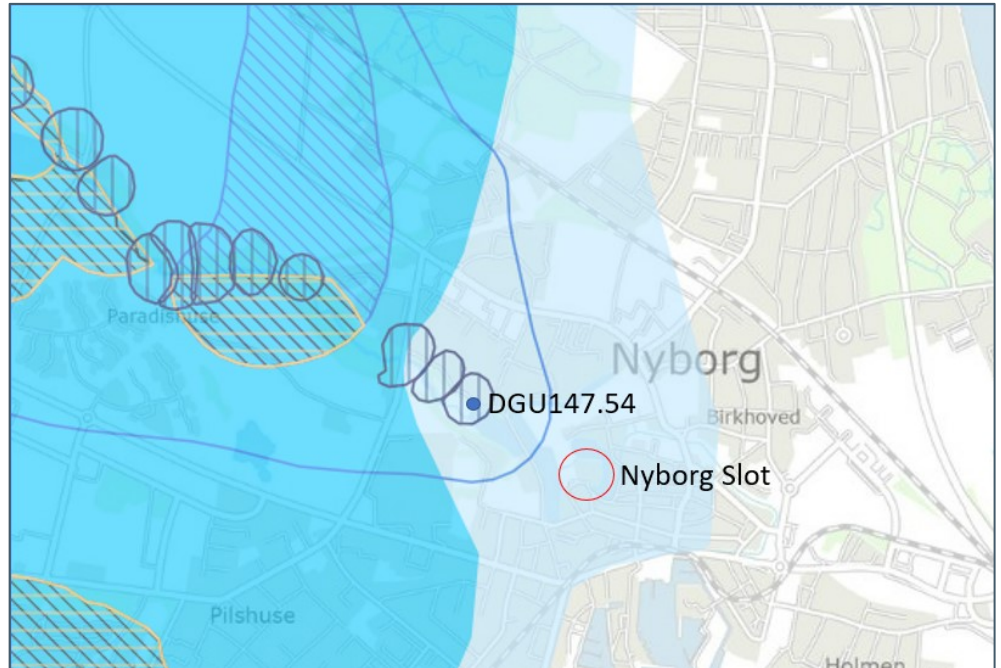 Paradishuse
Nyborg
DGU147.54
Birkhoved
Nyborg Slot
Pilshuse
Holmen